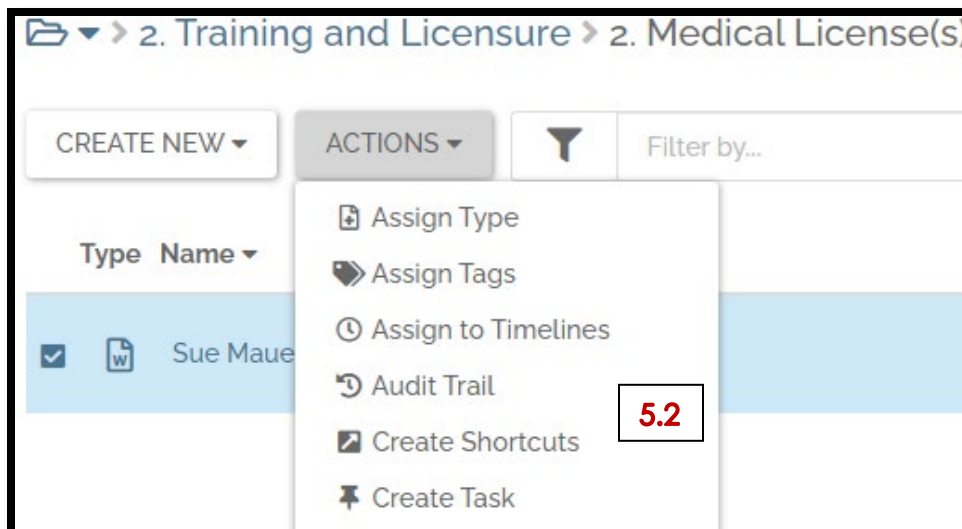 > 2. Training and Licensure > 2. Medical License(s)
CREATE NEW ACTIONS Filter by...
Type Name
Assign Type
Assign Tags
Assign to Timelines
Sue Maue
Audit Trail
5.2
Create Shortcuts
Create Task